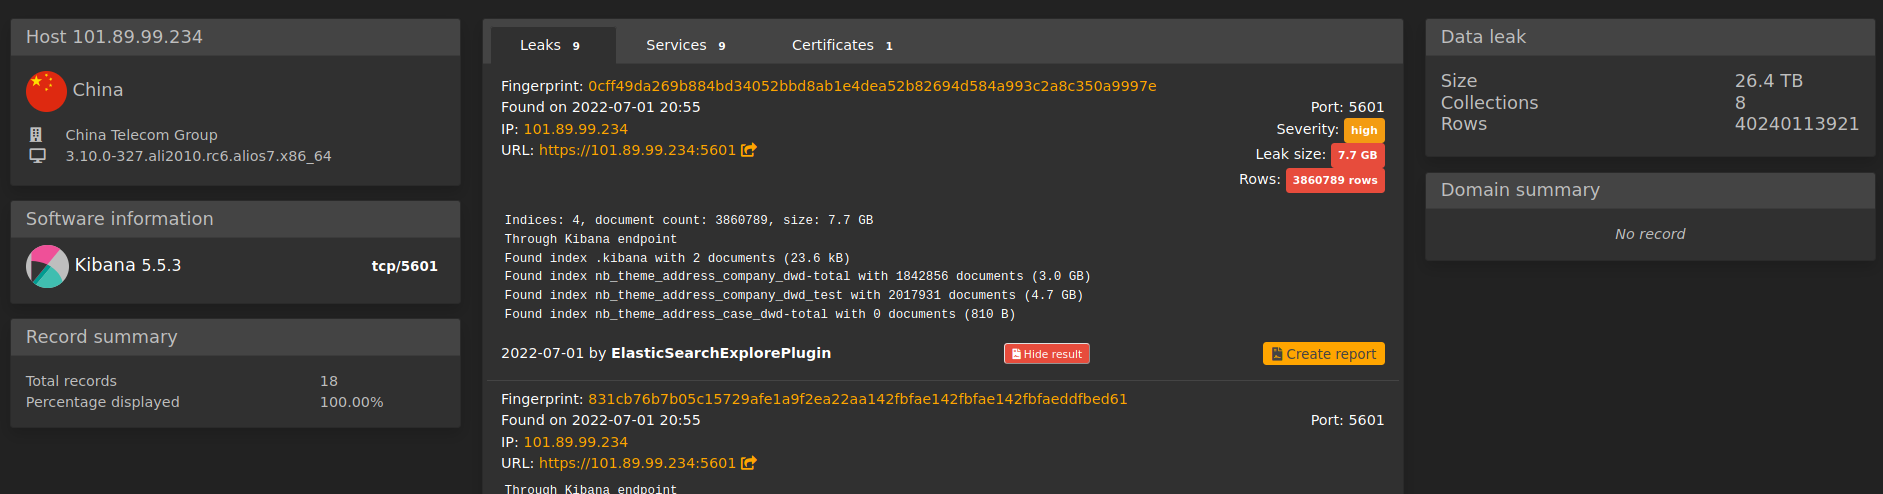 Host 101.89.99.234
China
China Telecom Group
3.10.0-327.ali2010.rc6.alios7.x86_64
Software information
Kibana 5.5.3 tcp/5601
Record summary
Total records 18
Percentage displayed 100.00%
Leaks 9 Services 9 Certificates 1
Fingerprint: 0cff49da269b884bd34052bbd8ab1e4dea52b82694d584a993c2a8c350a9997e
Found on 2022-07-01 20:55 Port: 5601
IP: 101.89.99.234 Severity: high
URL: https://101.89.99.234:5601 Leak size: 7.7 GB
Rows: 3860789 rows
Indices: 4, document count: 3860789, size: 7.7 GB
Through Kibana endpoint
Found index .kibana with 2 documents (23.6 kB)
Found index nb_theme_address_company_dwd-total with 1842856 documents (3.0 GB)
Found index nb_theme_address_company_dwd_test with 2017931 documents (4.7 GB)
Found index nb_theme_address_case_dwd-total with 0 documents (810 B)
2022-07-01 by ElasticSearchExplorePlugin Hide result Create report
Fingerprint: 831cb76b7b05c15729afe1a9f2ea22aa142fbfae142fbfae142fbfaeddfbed61
Found on 2022-07-01 20:55 Port: 5601
IP: 101.89.99.234
URL: https://101.89.99.234:5601
Through Kibana endpoint
Data leak
Size 26.4 TB
Collections 8
Rows 40240113921
Domain summary
No record